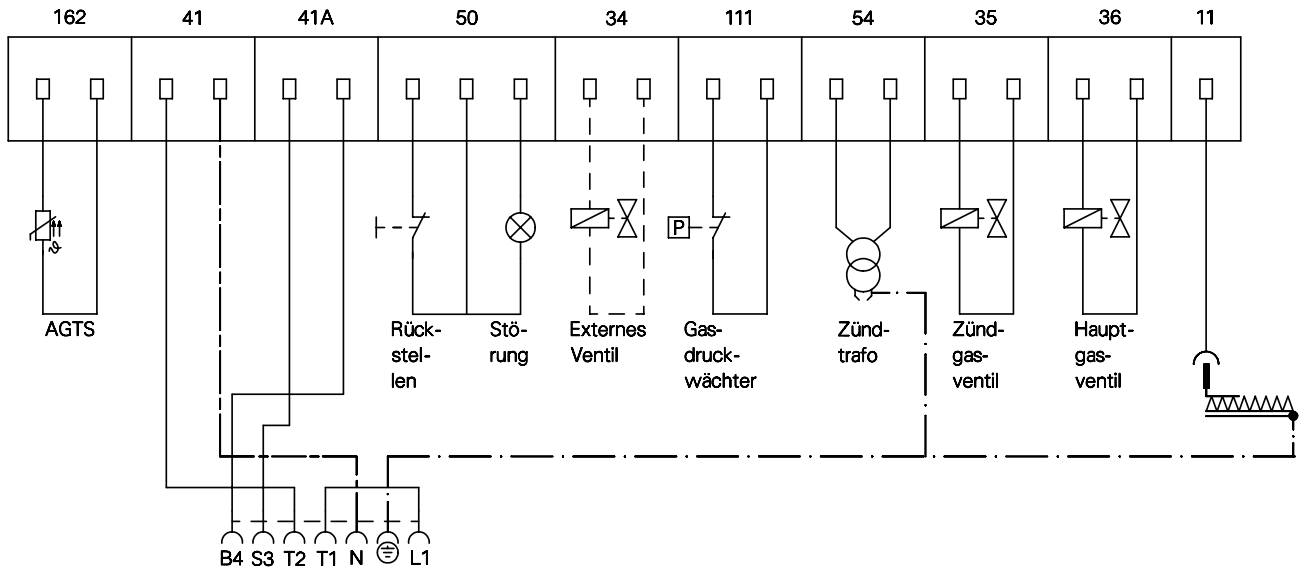 162 41 41A 50 34 111 54 35 36 11
ϑ
P
AGTS
Rück-
stel-
len
Stö-
rung
Externes
Ventil
Gas-
druck-
wächter
Zünd-
trafo
Zünd-
gas-
ventil
Haupt-
gas-
ventil
B4 S3 T2 T1 N L1